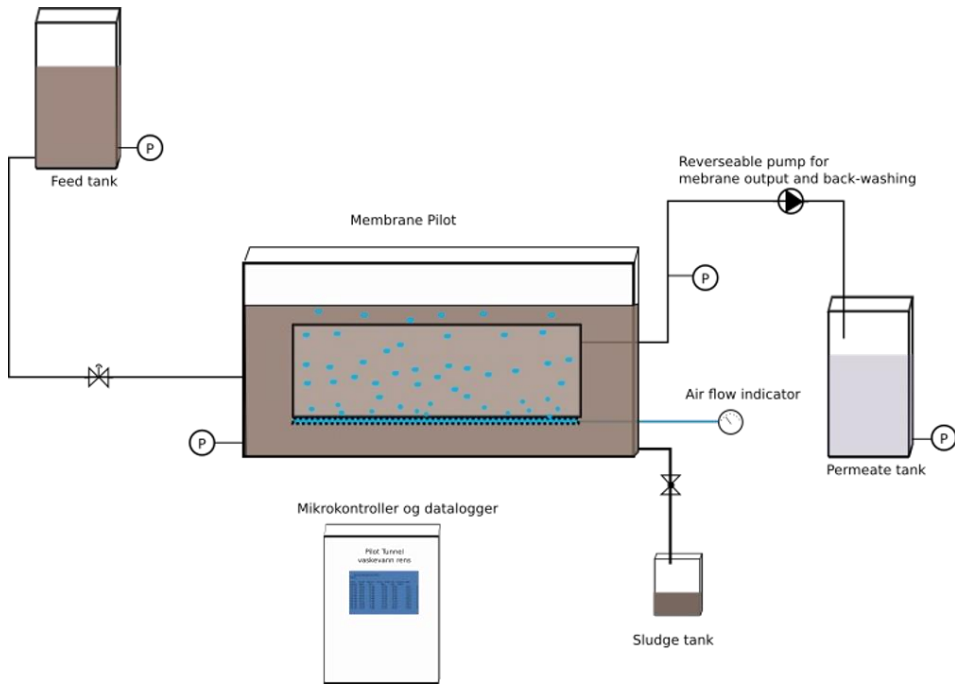 P
Feed tank
Reverseable pump for
mebrane output and back-washing
Membrane Pilot
P
Air flow indicator
P
P
Permeate tank
Mikrokontroller og datalogger
Pilot Tunnel
vaskevann rens
Sludge tank